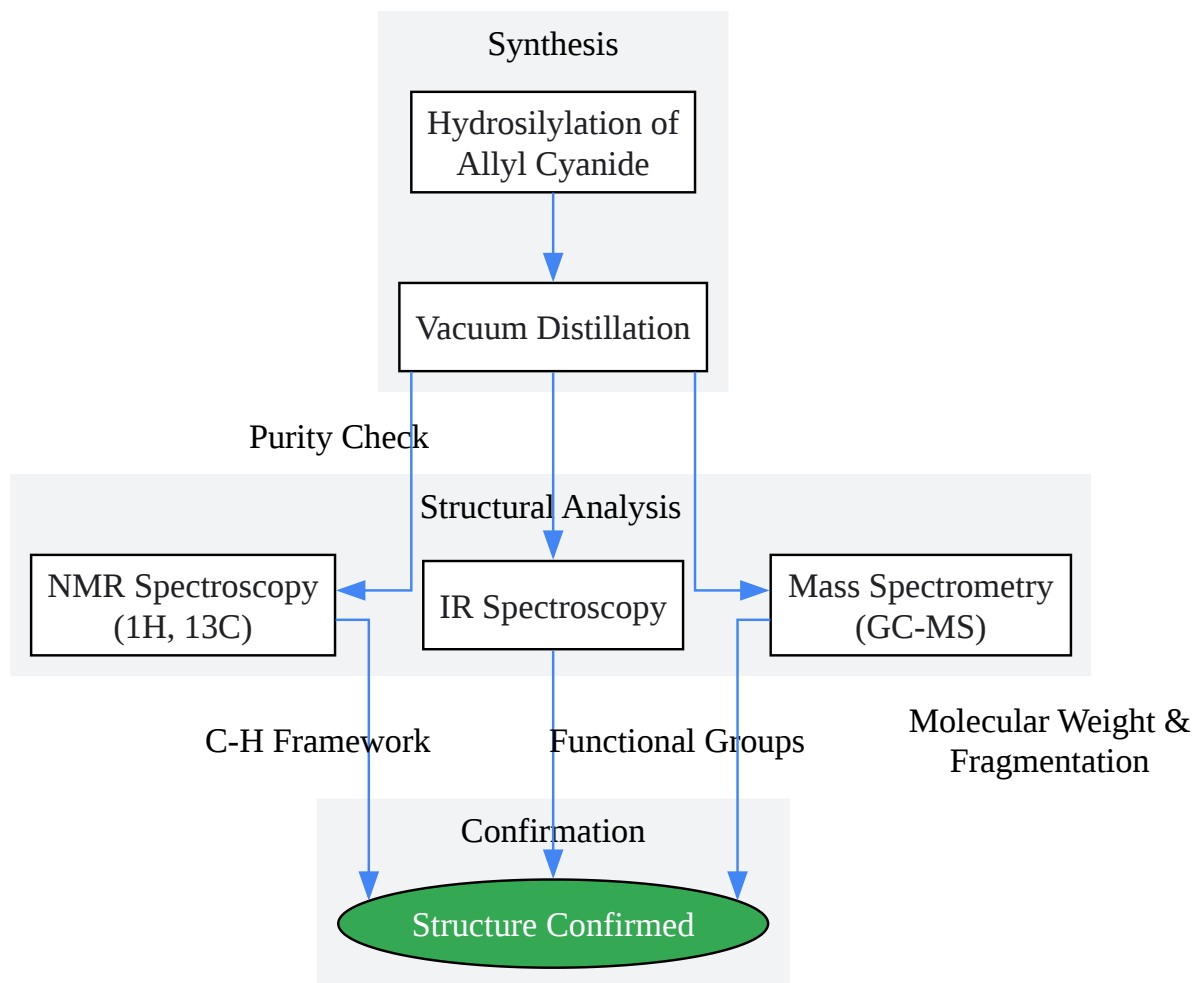 Synthesis
Hydrosilylation of
Allyl Cyanide
Vacuum Distillation
Purity Check
Structural Analysis
NMR Spectroscopy
(1H, 13C)
IR Spectroscopy
Mass Spectrometry
(GC-MS)
C-H Framework
Functional Groups
Molecular Weight &
Fragmentation
Confirmation
Structure Confirmed